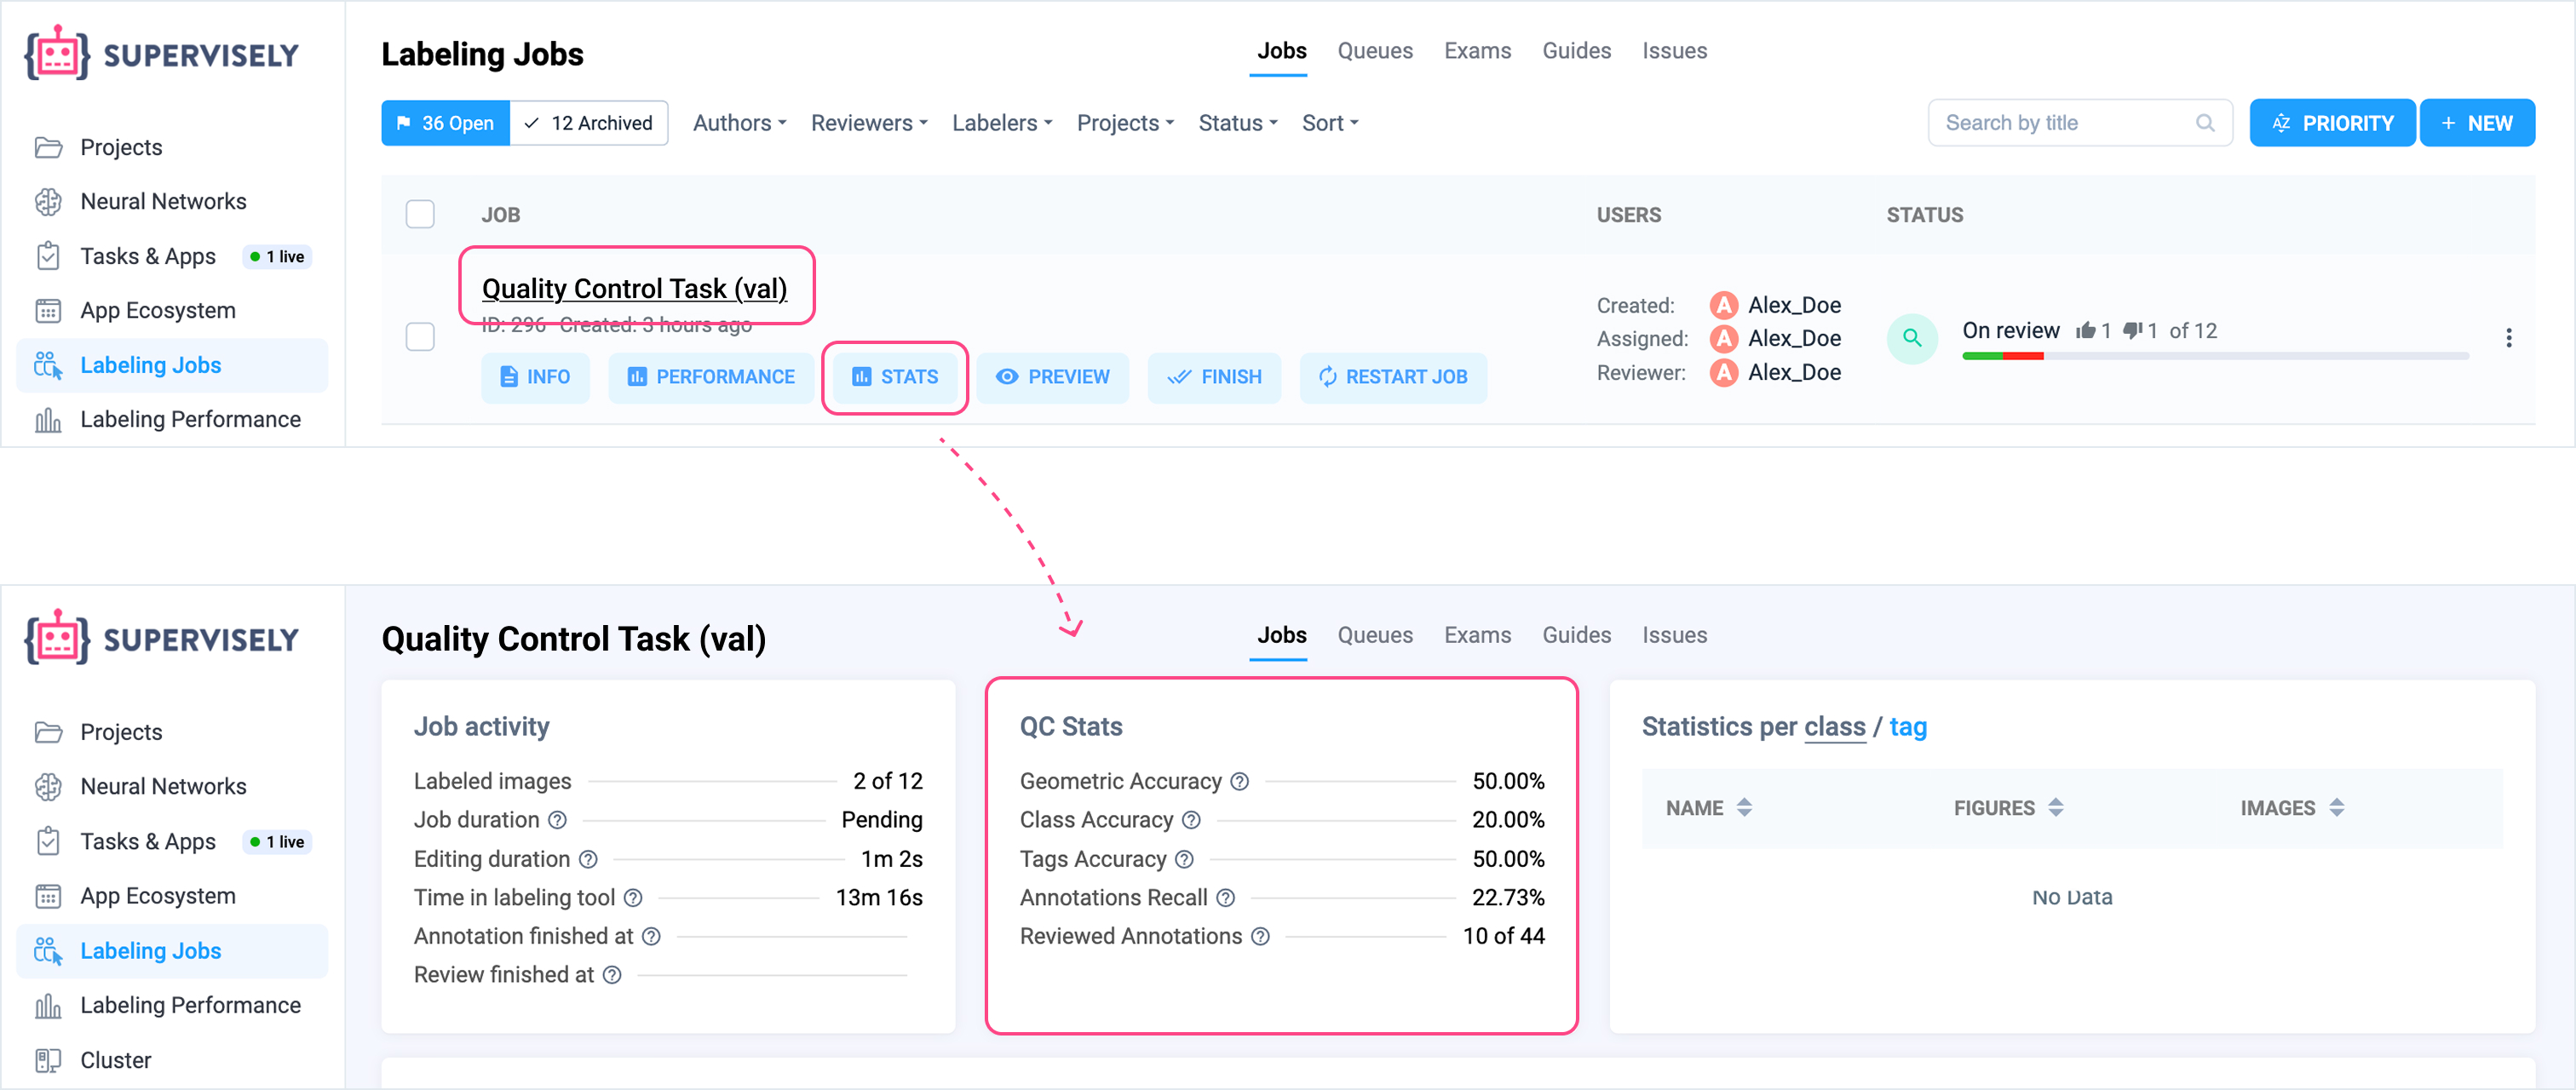 SUPERVISELY
Labeling Jobs
Jobs Queues Exams Guides Issues
36 Open 12 Archived Authors Reviewers Labelers Projects Status Sort Search by title PRIORITY + NEW
Projects
Neural Networks
Tasks & Apps 1 live
App Ecosystem
Labeling Jobs
Labeling Performance
JOB USERS STATUS
Quality Control Task (val)
ID: 296 Created: 3 hours ago
INFO PERFORMANCE STATS PREVIEW FINISH RESTART JOB
Created: A Alex_Doe
Assigned: A Alex_Doe
Reviewer: A Alex_Doe
On review 1 1 of 12
SUPERVISELY
Quality Control Task (val)
Jobs Queues Exams Guides Issues
Projects
Neural Networks
Tasks & Apps 1 live
App Ecosystem
Labeling Jobs
Labeling Performance
Cluster
Job activity
Labeled images 2 of 12
Job duration ? Pending
Editing duration ? 1m 2s
Time in labeling tool ? 13m 16s
Annotation finished at ?
Review finished at ?
QC Stats
Geometric Accuracy ? 50.00%
Class Accuracy ? 20.00%
Tags Accuracy ? 50.00%
Annotations Recall ? 22.73%
Reviewed Annotations ? 10 of 44
Statistics per class / tag
NAME FIGURES IMAGES
No Data